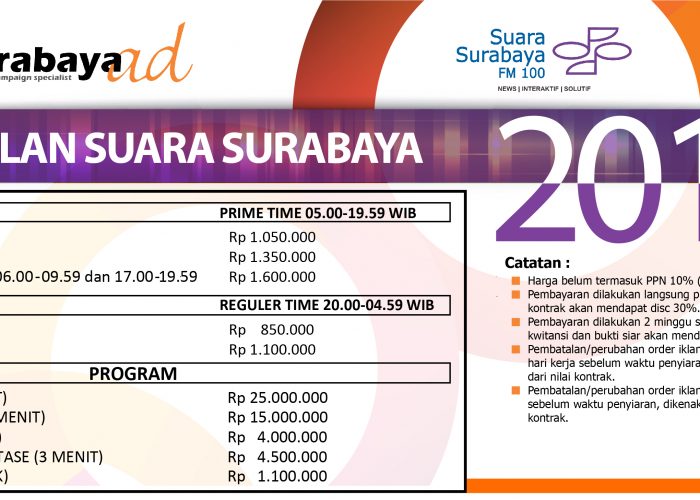 urabaya ad
mpaign specialist
Suara
Surabaya
FM 100
NEWS | INTERAKTIF | SOLUTIF
LAN SUARA SURABAYA
201
PRIME TIME 05.00-19.59 WIB
Rp 1.050.000
Rp 1.350.000
06.00-09.59 dan 17.00-19.59 Rp 1.600.000
REGULER TIME 20.00-04.59 WIB
Rp 850.000
Rp 1.100.000
PROGRAM
T) Rp 25.000.000
MENIT) Rp 15.000.000
) Rp 4.000.000
TASE (3 MENIT) Rp 4.500.000
K) Rp 1.100.000
Catatan :
Harga belum termasuk PPN 10% (
Pembayaran dilakukan langsung p
kontrak akan mendapat disc 30%.
Pembayaran dilakukan 2 minggu s
kwitansi dan bukti siar akan mend
Pembatalan/perubahan order iklan
hari kerja sebelum waktu penyiara
dari nilai kontrak.
Pembatalan/perubahan order iklan
sebelum waktu penyiaran, dikenak
kontrak.